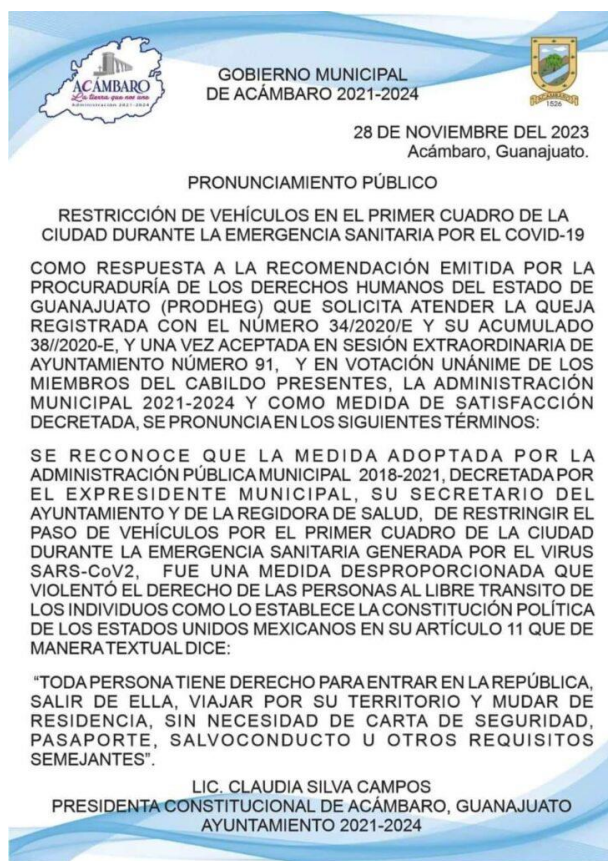 ACÁMBARO
La tierra que nos une
ADMINISTRACIÓN 2021-2024
1526
GOBIERNO MUNICIPAL
DE ACÁMBARO 2021-2024
28 DE NOVIEMBRE DEL 2023
Acámbaro, Guanajuato.
PRONUNCIAMIENTO PÚBLICO
RESTRICCIÓN DE VEHÍCULOS EN EL PRIMER CUADRO DE LA
CIUDAD DURANTE LA EMERGENCIA SANITARIA POR EL COVID-19
COMO RESPUESTA A LA RECOMENDACIÓN EMITIDA POR LA
PROCURADURÍA DE LOS DERECHOS HUMANOS DEL ESTADO DE
GUANAJUATO (PRODHEG) QUE SOLICITA ATENDER LA QUEJA
REGISTRADA CON EL NÚMERO 34/2020/E Y SU ACUMULADO
38//2020-E, Y UNA VEZ ACEPTADA EN SESIÓN EXTRAORDINARIA DE
AYUNTAMIENTO NÚMERO 91, Y EN VOTACIÓN UNÁNIME DE LOS
MIEMBROS DEL CABILDO PRESENTES, LA ADMINISTRACIÓN
MUNICIPAL 2021-2024 Y COMO MEDIDA DE SATISFACCIÓN
DECRETADA, SE PRONUNCIA EN LOS SIGUIENTES TÉRMINOS:
SE RECONOCE QUE LA MEDIDA ADOPTADA POR LA
ADMINISTRACIÓN PÚBLICA MUNICIPAL 2018-2021, DECRETADA POR
EL EXPRESIDENTE MUNICIPAL, SU SECRETARIO DEL
AYUNTAMIENTO Y DE LA REGIDORA DE SALUD, DE RESTRINGIR EL
PASO DE VEHÍCULOS POR EL PRIMER CUADRO DE LA CIUDAD
DURANTE LA EMERGENCIA SANITARIA GENERADA POR EL VIRUS
SARS-CoV2, FUE UNA MEDIDA DESPROPORCIONADA QUE
VIOLENTÓ EL DERECHO DE LAS PERSONAS AL LIBRE TRANSITO DE
LOS INDIVIDUOS COMO LO ESTABLECE LA CONSTITUCIÓN POLÍTICA
DE LOS ESTADOS UNIDOS MEXICANOS EN SU ARTÍCULO 11 QUE DE
MANERA TEXTUAL DICE:
“TODA PERSONA TIENE DERECHO PARA ENTRAR EN LA REPÚBLICA,
SALIR DE ELLA, VIAJAR POR SU TERRITORIO Y MUDAR DE
RESIDENCIA, SIN NECESIDAD DE CARTA DE SEGURIDAD,
PASAPORTE, SALVOCONDUCTO U OTROS REQUISITOS
SEMEJANTES”.
LIC. CLAUDIA SILVA CAMPOS
PRESIDENTA CONSTITUCIONAL DE ACÁMBARO, GUANAJUATO
AYUNTAMIENTO 2021-2024